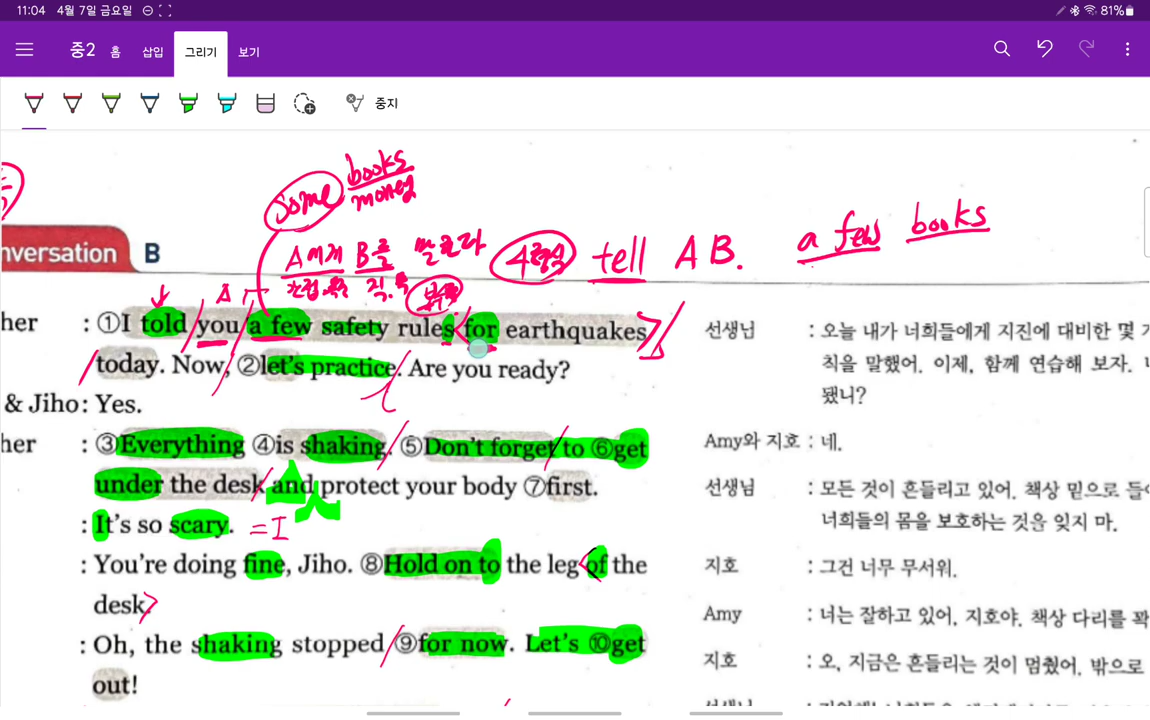 11:04 4월 7일 금요일 81%
중2 홈 삽입 그리기 보기
중지
books
some money
A에게 B를 말하다 4형식 tell A B. a few books
간접. 직.
nversation B
A
her : ①I told you a few safety rules for earthquakes
today. Now, ②let's practice. Are you ready?
& Jiho: Yes.
her : ③Everything ④is shaking. ⑤Don't forget to ⑥get
under the desk and protect your body ⑦first.
: It's so scary. = I
: You're doing fine, Jiho. ⑧Hold on to the leg of the
desk.
: Oh, the shaking stopped ⑨for now. Let's ⑩get
out!
선생님 : 오늘 내가 너희들에게 지진에 대비한 몇
칙을 말했어. 이제, 함께 연습해 보자.
됐니?
Amy와 지호 : 네.
선생님 : 모든 것이 흔들리고 있어. 책상 밑으로 들
너희들의 몸을 보호하는 것을 잊지 마.
지호 : 그건 너무 무서워.
Amy : 너는 잘하고 있어, 지호야. 책상 다리를 꽉
지호 : 오, 지금은 흔들리는 것이 멈췄어. 밖으로